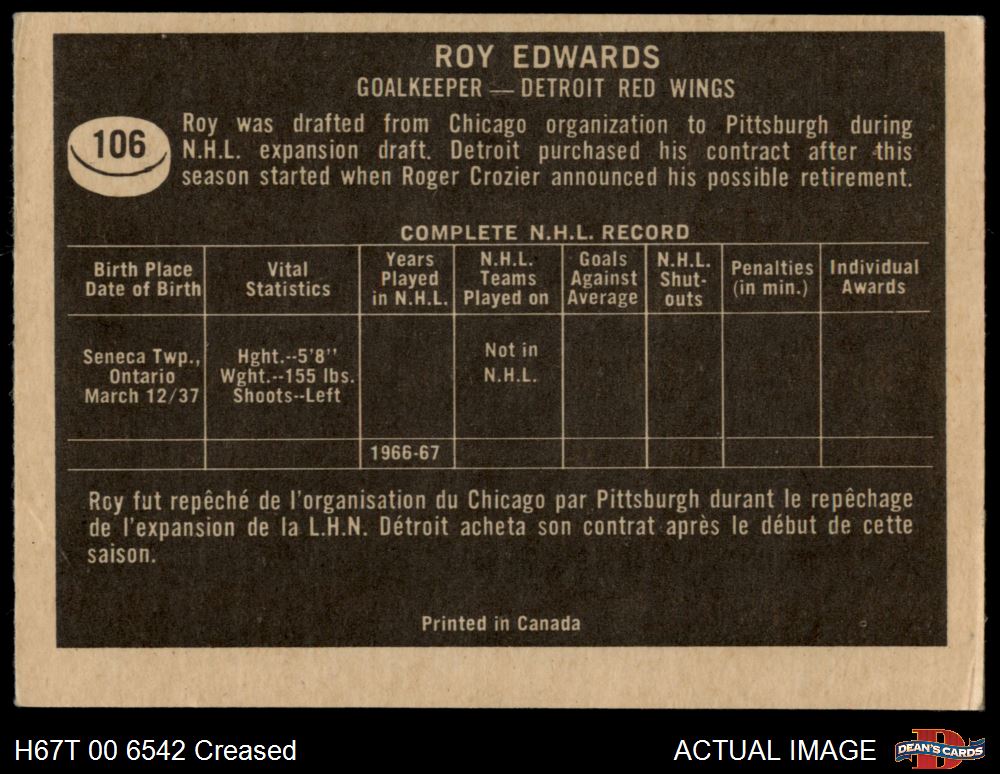 ROY EDWARDS
GOALKEEPER — DETROIT RED WINGS
106
Roy was drafted from Chicago organization to Pittsburgh during
N.H.L. expansion draft. Detroit purchased his contract after this
season started when Roger Crozier announced his possible retirement.
COMPLETE N.H.L. RECORD
Birth Place
Date of Birth
Vital
Statistics
Years
Played
in N.H.L.
N.H.L.
Teams
Played on
Goals
Against
Average
N.H.L.
Shut-
outs
Penalties
(in min.)
Individual
Awards
Seneca Twp.,
Ontario
March 12/37
Hght.--5'8''
Wght.--155 lbs.
Shoots--Left
Not in
N.H.L.
1966-67
Roy fut repêché de l'organisation du Chicago par Pittsburgh durant le repêchage
de l'expansion de la L.H.N. Détroit acheta son contrat après le début de cette
saison.
Printed in Canada
H67T 00 6542 Creased
ACTUAL IMAGE
D
DEAN'S CARDS